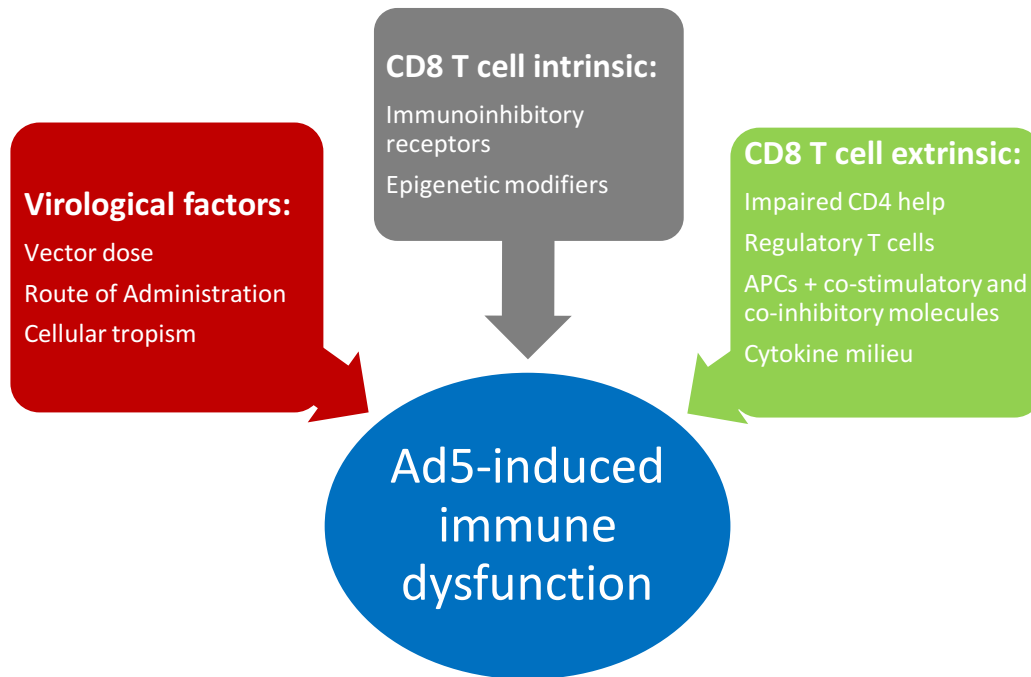 Virological factors:
Vector dose
Route of Administration
Cellular tropism
CD8 T cell intrinsic:
Immunoinhibitory
receptors
Epigenetic modifiers
CD8 T cell extrinsic:
Impaired CD4 help
Regulatory T cells
APCs + co-stimulatory and
co-inhibitory molecules
Cytokine milieu
Ad5-induced
immune
dysfunction